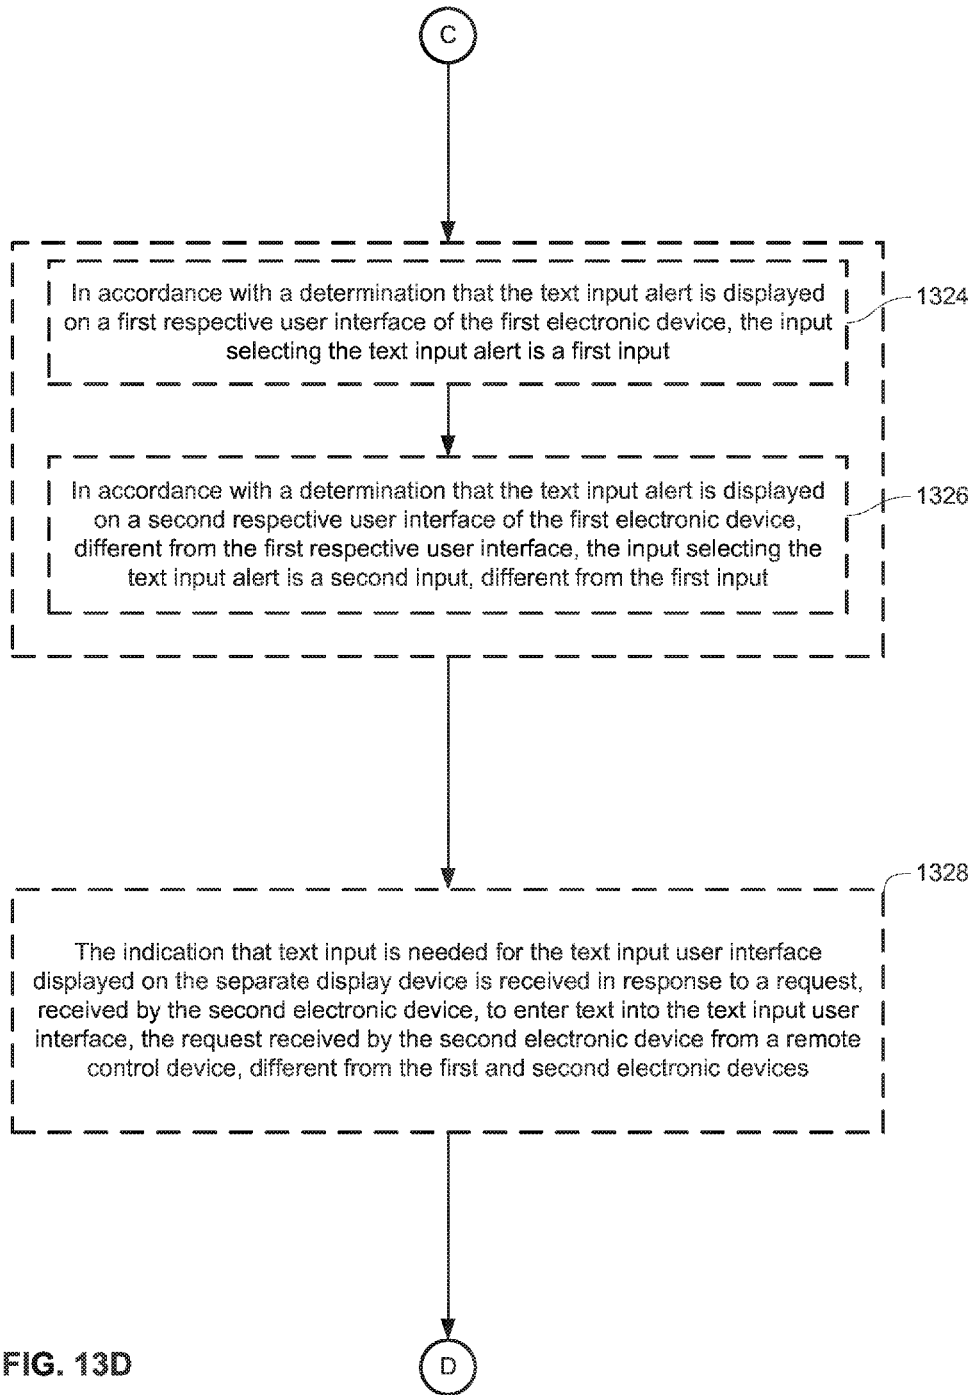 C
In accordance with a determination that the text input alert is displayed
on a first respective user interface of the first electronic device, the input
selecting the text input alert is a first input
1324
In accordance with a determination that the text input alert is displayed
on a second respective user interface of the first electronic device,
different from the first respective user interface, the input selecting the
text input alert is a second input, different from the first input
1326
1328
The indication that text input is needed for the text input user interface
displayed on the separate display device is received in response to a request,
received by the second electronic device, to enter text into the text input user
interface, the request received by the second electronic device from a remote
control device, different from the first and second electronic devices
FIG. 13D
D